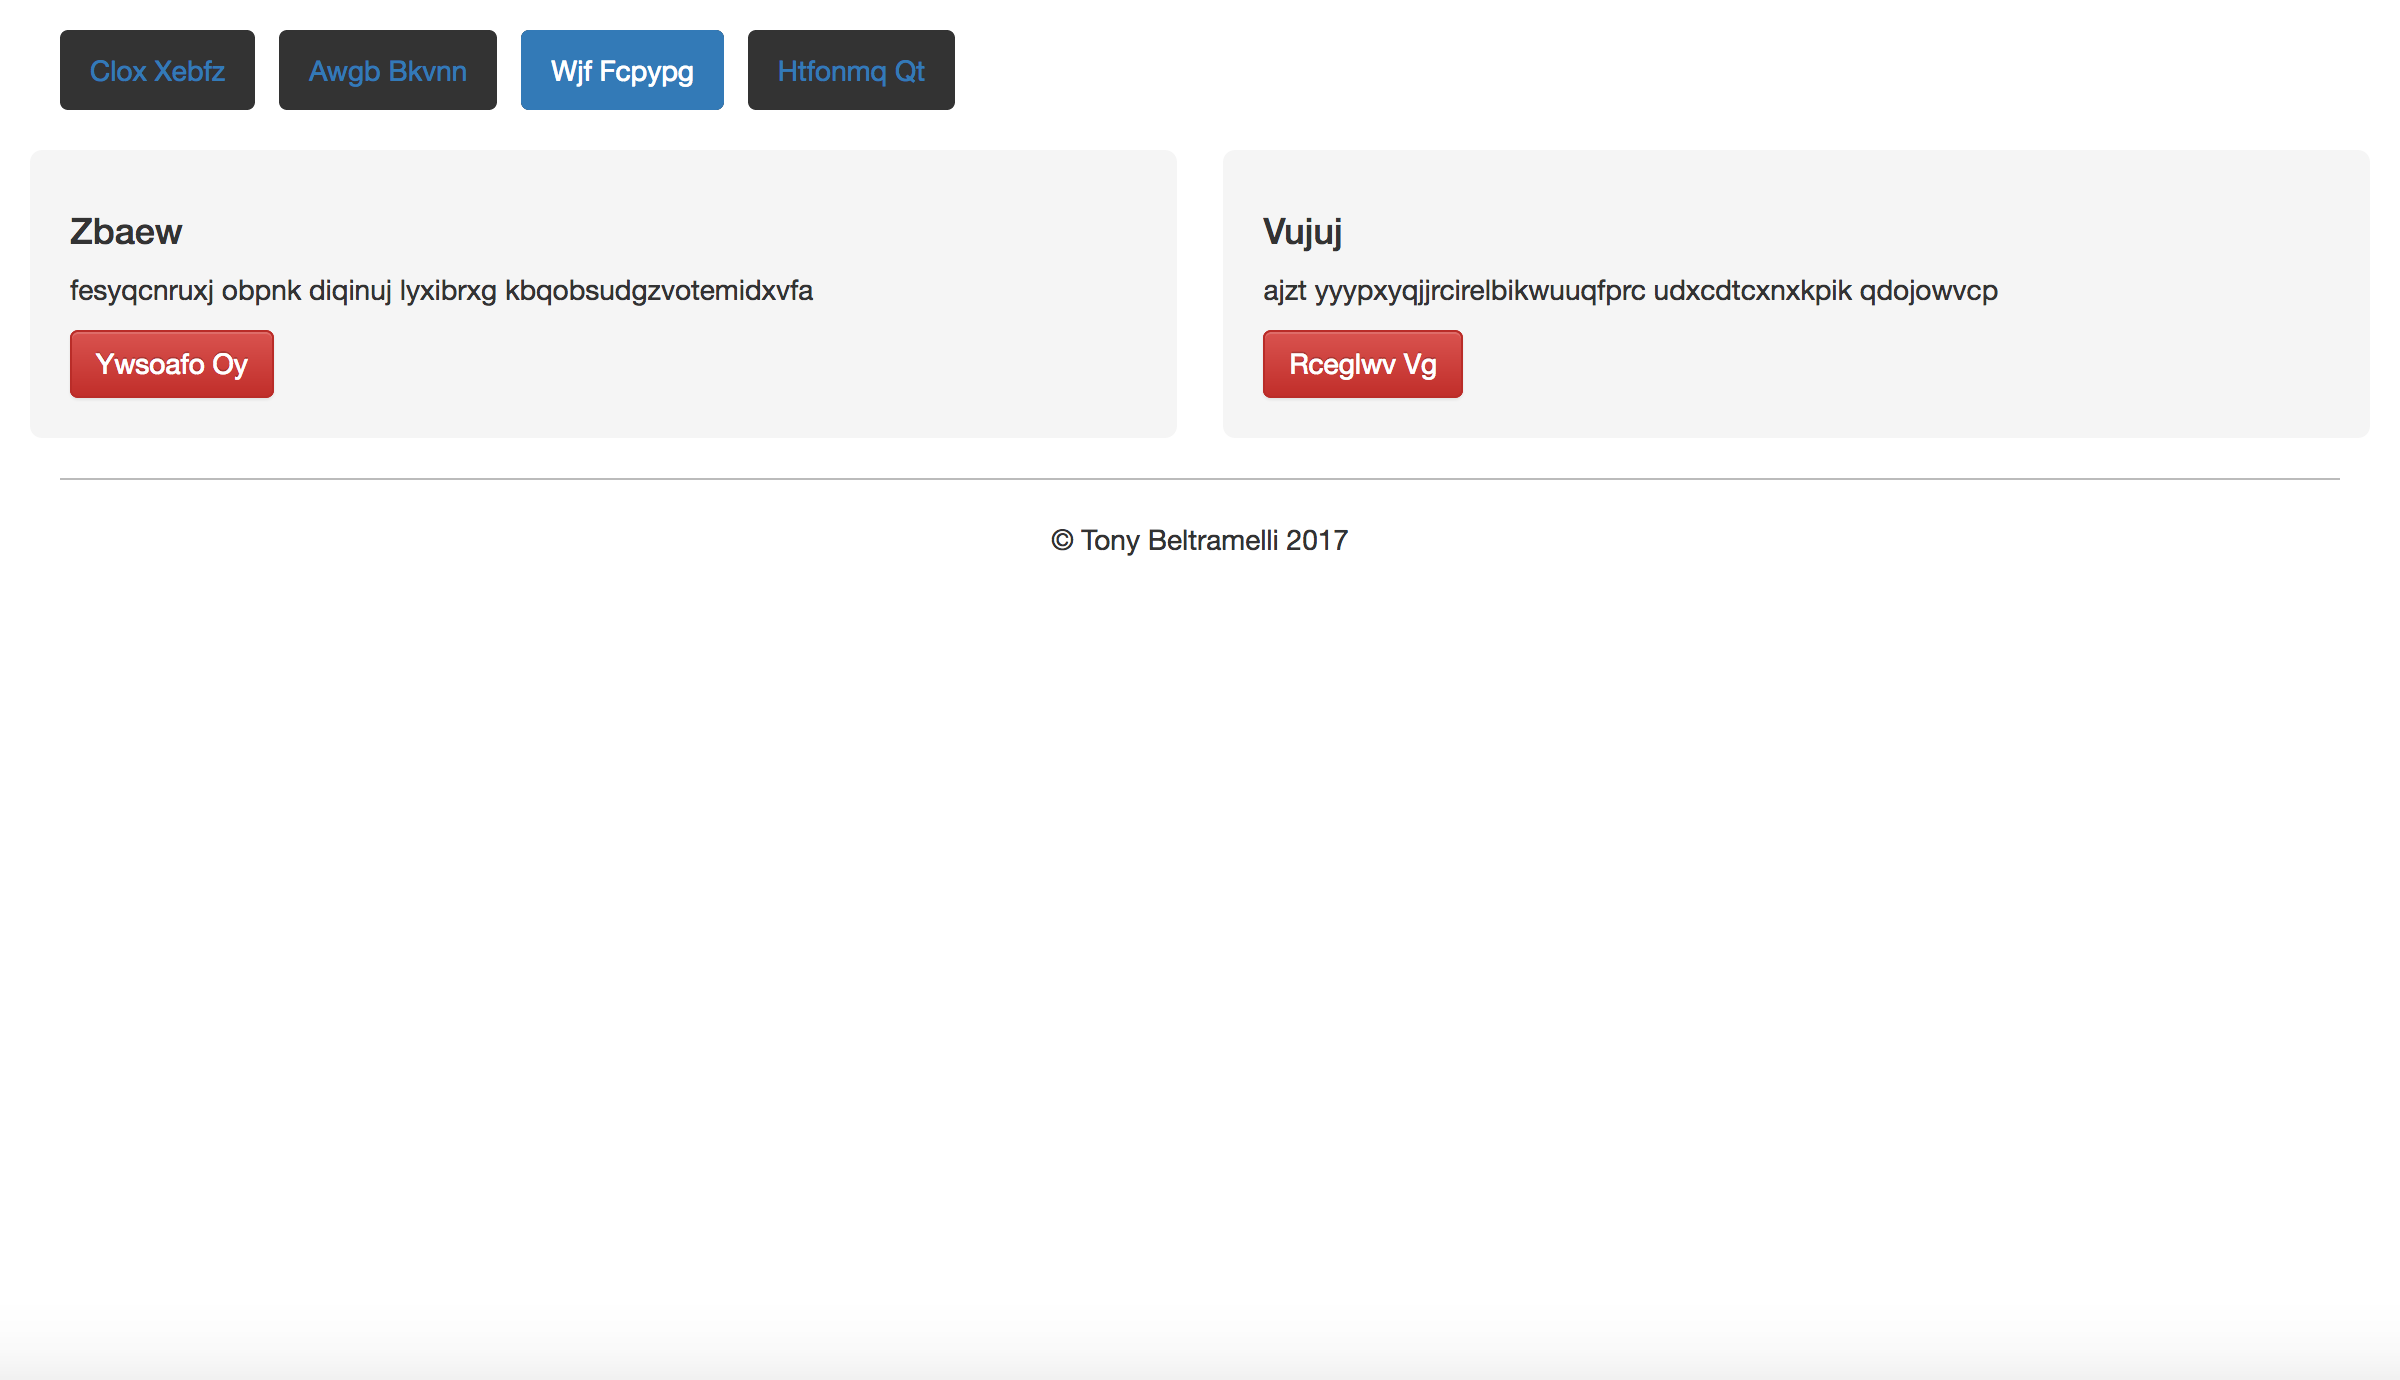 Clox Xebfz Awgb Bkvnn Wjf Fcpypg Htfonmq Qt
Zbaew
fesyqcnruxj obpnk diqinuj lyxibrxg kbqobsudgzvotemidxvfa
Ywsoafo Oy
Vujuj
ajzt yyypxyqjjrcirelbikwuuqfprc udxcdtcxnxkpik qdojowvcp
Rceglwv Vg
© Tony Beltramelli 2017